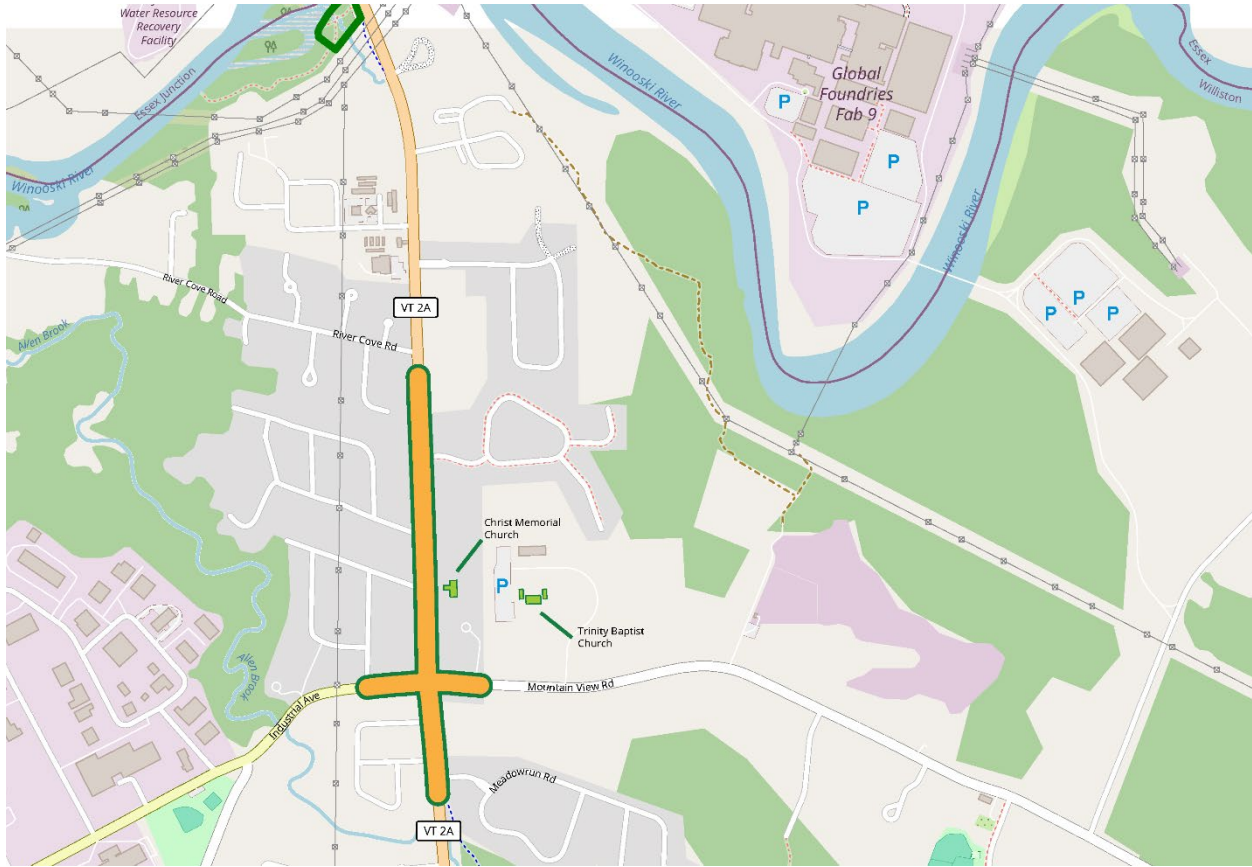 Water Resource
Recovery
Facility
Essex Junction
Winooski River
Winooski River
Essex
Williston
Global
Foundries
Fab 9
P
P
P
Winooski River
River Cove Road
VT 2A
P
P
P
Allen Brook
River Cove Rd
Christ Memorial
Church
P
Trinity Baptist
Church
Allen Brook
Mountain View Rd
Industrial Ave
Meadowrun Rd
VT 2A